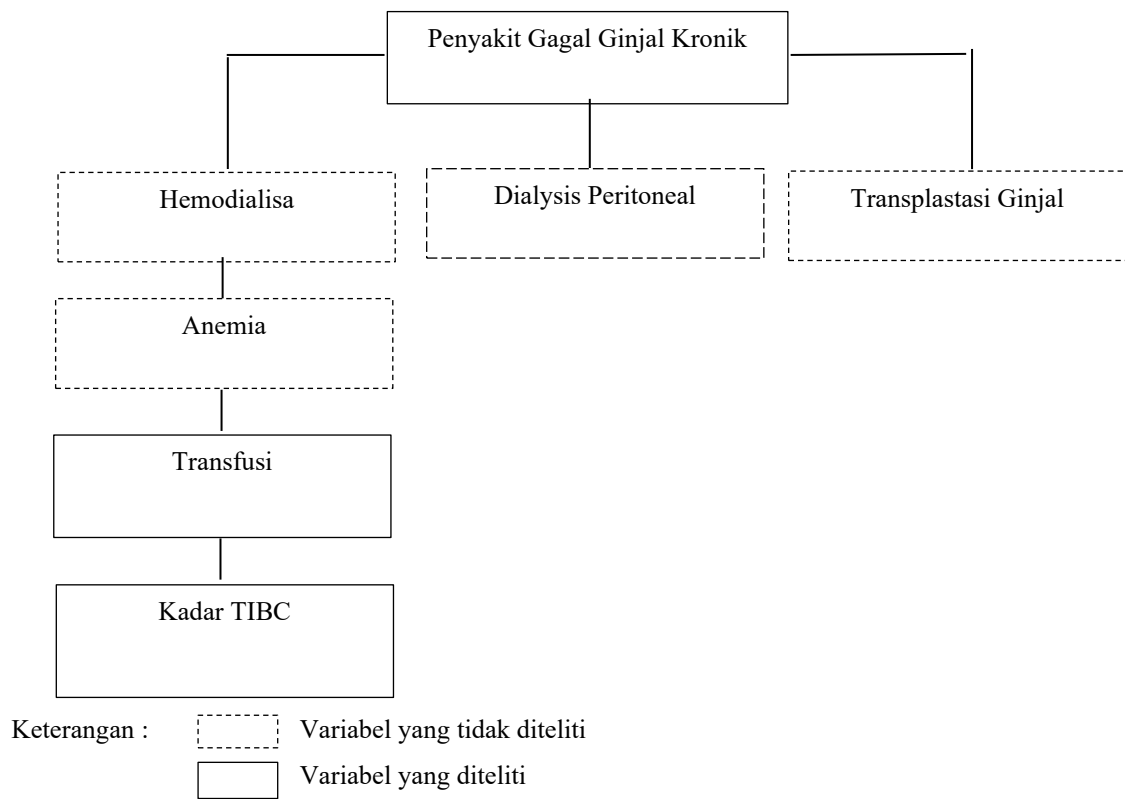 Penyakit Gagal Ginjal Kronik
Hemodialisa
Dialysis Peritoneal
Transplastasi Ginjal
Anemia
Transfusi
Kadar TIBC
Keterangan :
Variabel yang tidak diteliti
Variabel yang diteliti